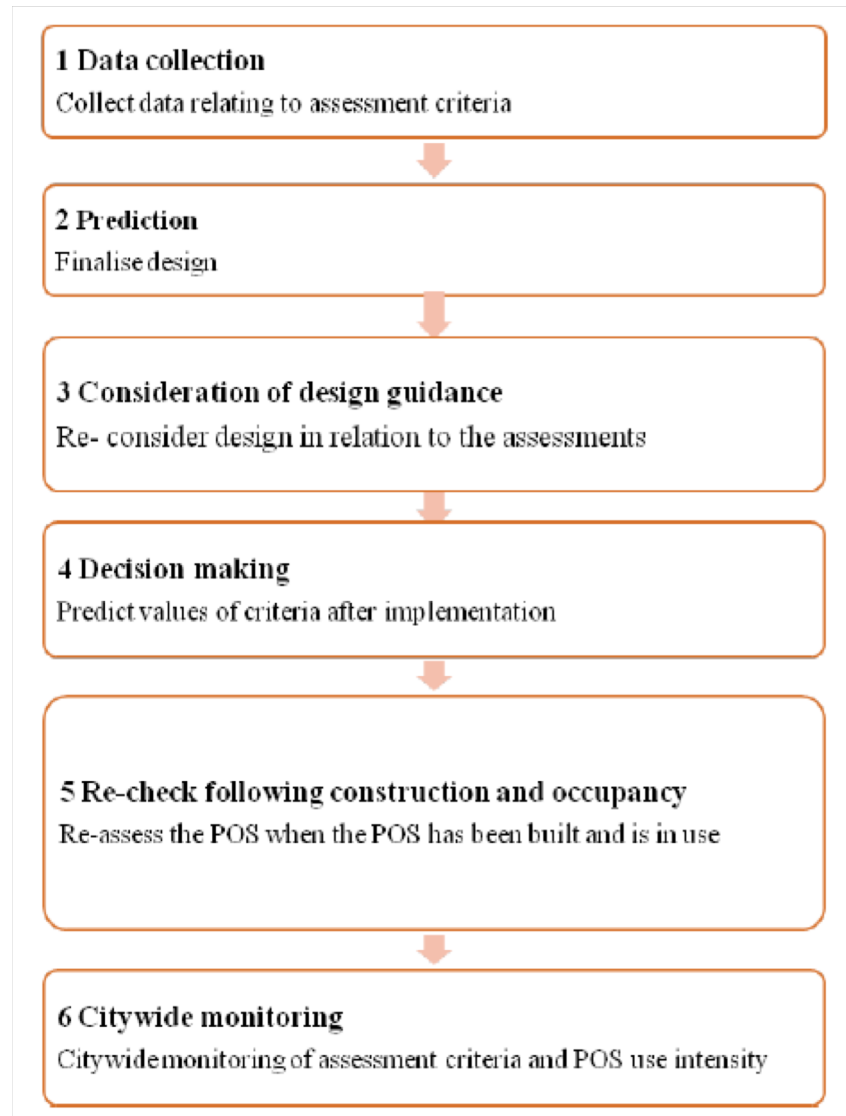 1 Data collection
Collect data relating to assessment criteria
2 Prediction
Finalise design
3 Consideration of design guidance
Re- consider design in relation to the assessments
4 Decision making
Predict values of criteria after implementation
5 Re-check following construction and occupancy
Re-assess the POS when the POS has been built and is in use
6 Citywide monitoring
Citywide monitoring of assessment criteria and POS use intensity